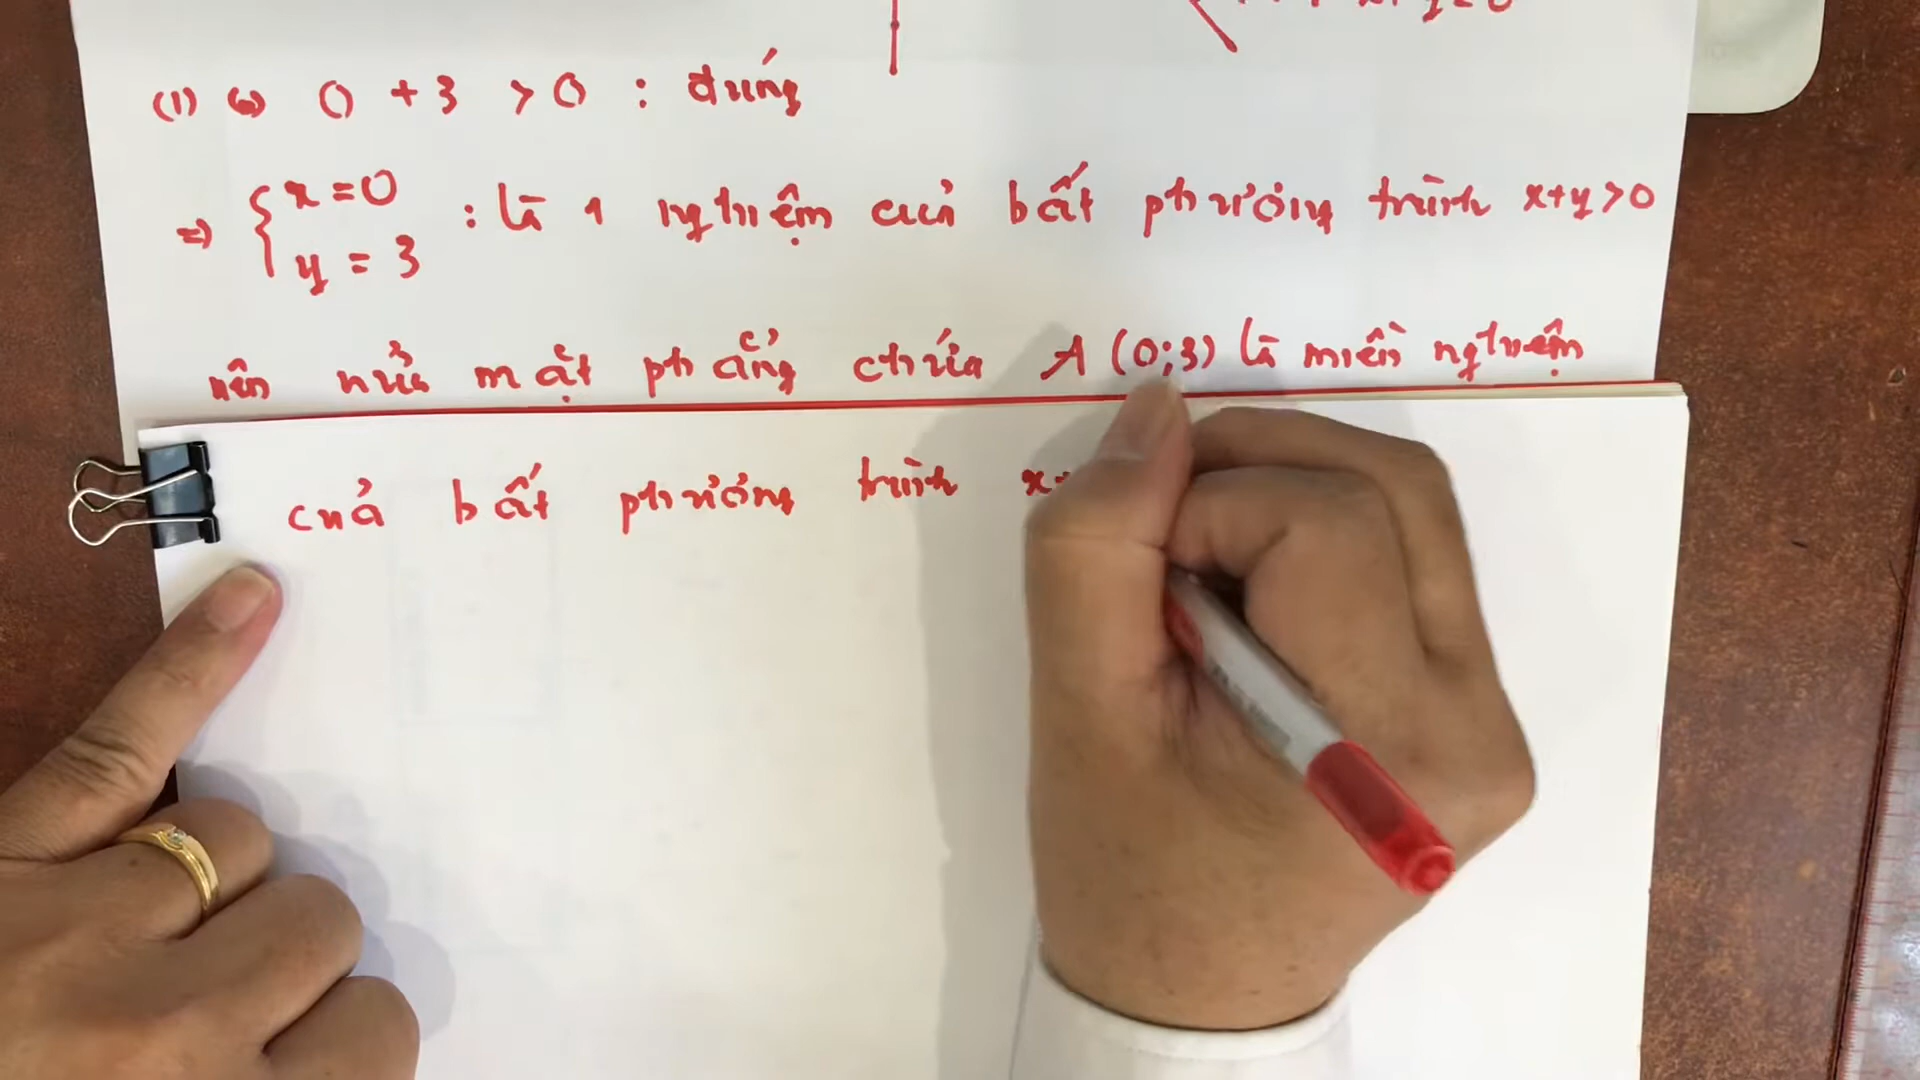 x + y = 0
(1) ⇔ 0 + 3 > 0 : đúng
⇒ { x = 0
y = 3 : là 1 nghiệm của bất phương trình x+y > 0
nên nửa mặt phẳng chứa A (0;3) là miền nghiệm
của bất phương trình x